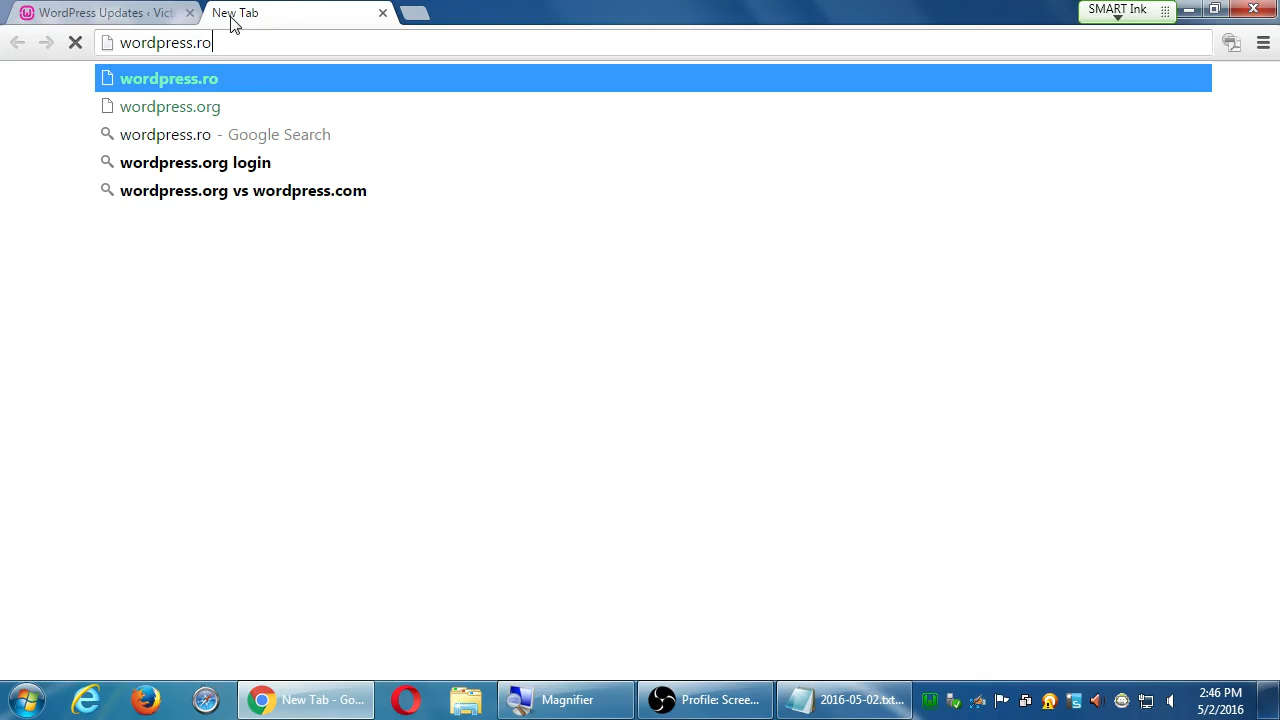 WordPress Updates ‹ Vict
New Tab
SMART Ink
wordpress.ro
wordpress.ro
wordpress.org
wordpress.ro - Google Search
wordpress.org login
wordpress.org vs wordpress.com
New Tab - Go...
Magnifier
Profile: Scree...
2016-05-02.txt...
2:46 PM
5/2/2016